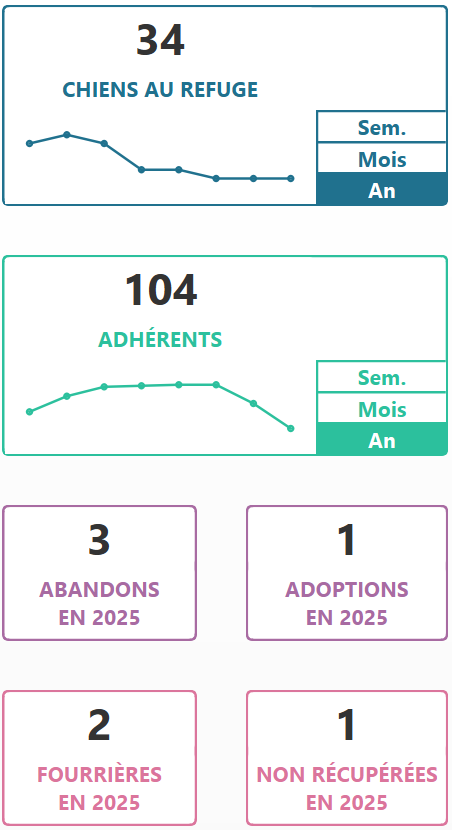 34
CHIENS AU REFUGE
Sem.
Mois
An
104
ADHÉRENTS
Sem.
Mois
An
3
ABANDONS
EN 2025
1
ADOPTIONS
EN 2025
2
FOURRIÈRES
EN 2025
1
NON RÉCUPÉRÉES
EN 2025